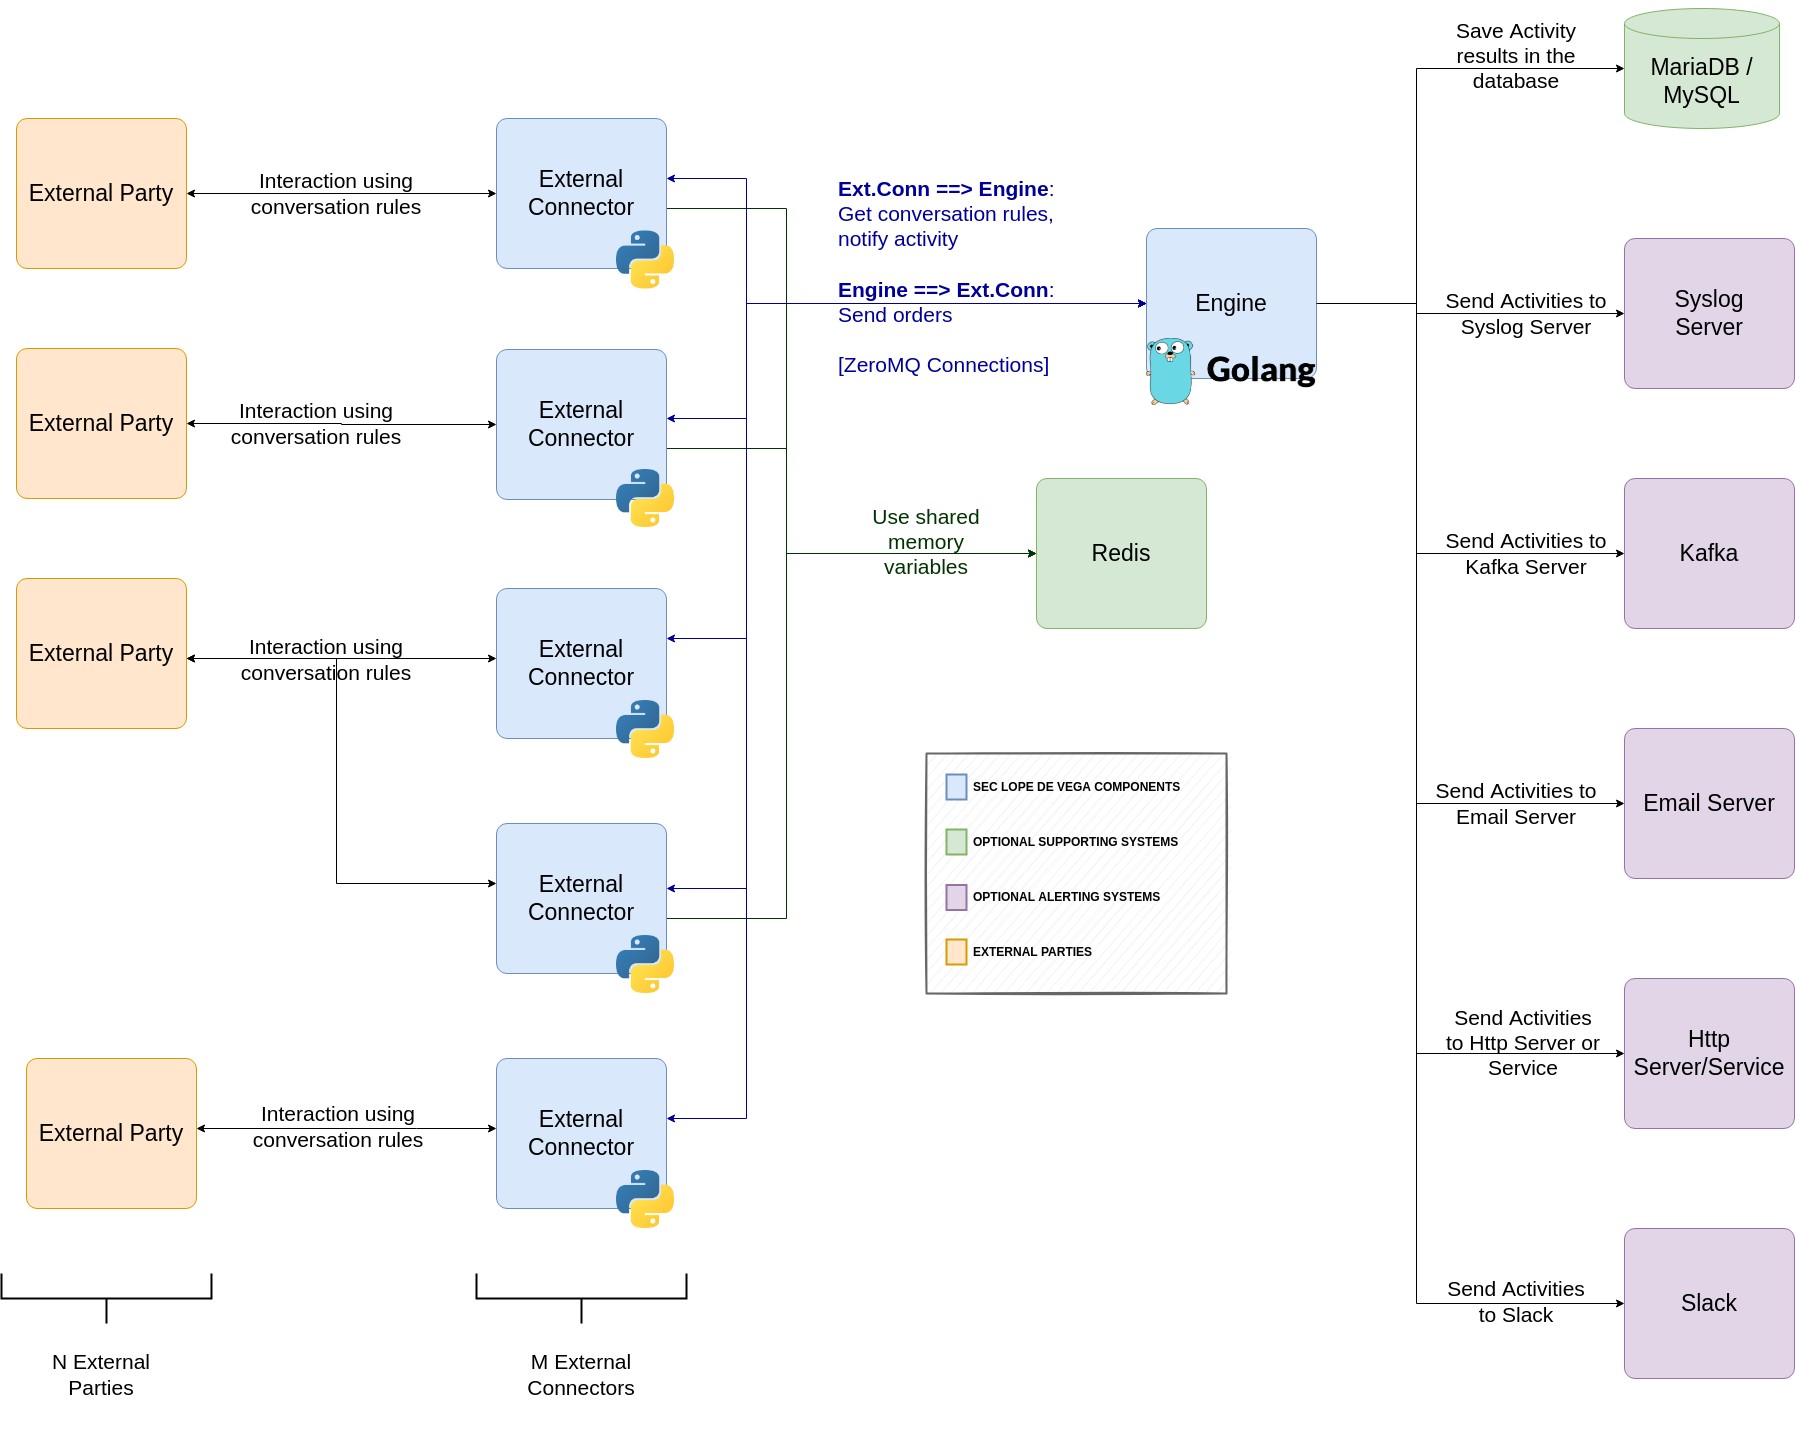 Save Activity
results in the
database
MariaDB /
MySQL
External Party
Interaction using
conversation rules
External
Connector
Ext.Conn ==> Engine:
Get conversation rules,
notify activity
Engine ==> Ext.Conn:
Send orders
[ZeroMQ Connections]
Engine
Golang
Send Activities to
Syslog Server
Syslog
Server
External Party
Interaction using
conversation rules
External
Connector
Use shared
memory
variables
Redis
Send Activities to
Kafka Server
Kafka
External Party
Interaction using
conversation rules
External
Connector
SEC LOPE DE VEGA COMPONENTS
OPTIONAL SUPPORTING SYSTEMS
OPTIONAL ALERTING SYSTEMS
EXTERNAL PARTIES
Send Activities to
Email Server
Email Server
External
Connector
Send Activities
to Http Server or
Service
Http
Server/Service
External Party
Interaction using
conversation rules
External
Connector
Send Activities
to Slack
Slack
N External
Parties
M External
Connectors